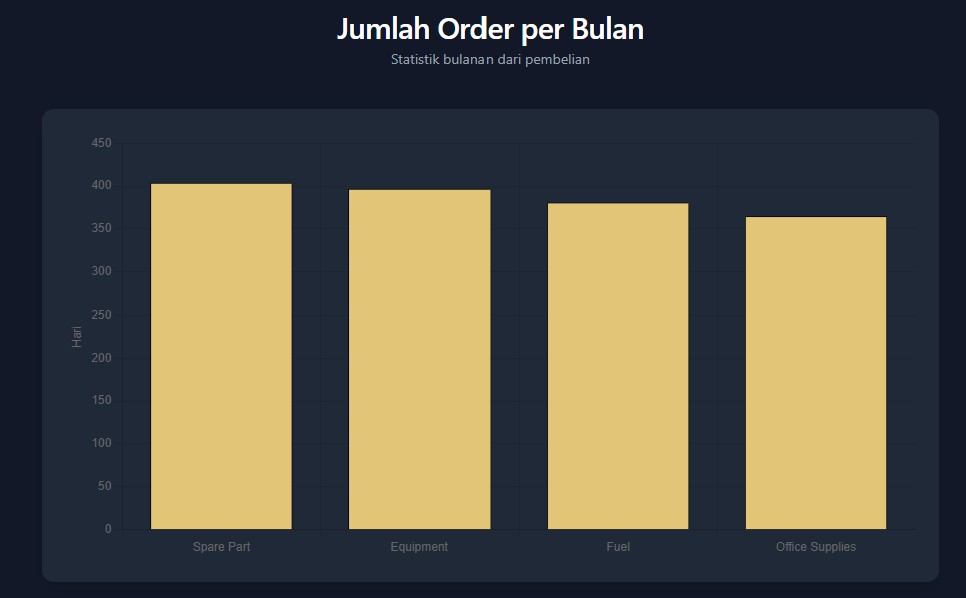 Jumlah Order per Bulan
Statistik bulanan dari pembelian
450
400
350
300
250
200
150
100
50
0
Hari
Spare Part
Equipment
Fuel
Office Supplies